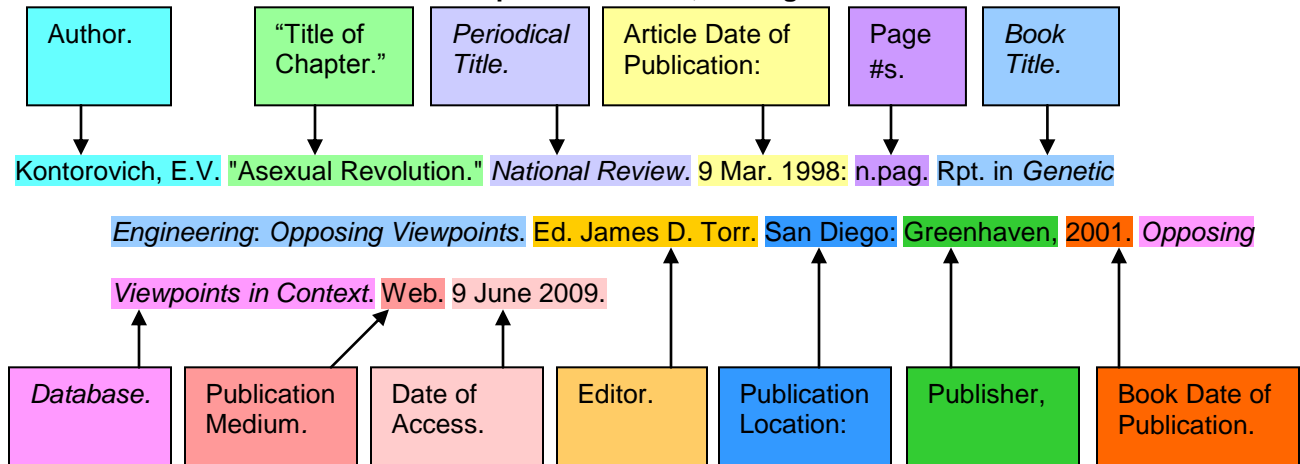 Author.
"Title of
Chapter."
Periodical
Title.
Article Date of
Publication:
Page
#s.
Book
Title.
Kontorovich, E.V. "Asexual Revolution." National Review. 9 Mar. 1998: n.pag. Rpt. in Genetic
Engineering: Opposing Viewpoints. Ed. James D. Torr. San Diego: Greenhaven, 2001. Opposing
Viewpoints in Context. Web. 9 June 2009.
Database.
Publication
Medium.
Date of
Access.
Editor.
Publication
Location:
Publisher,
Book Date of
Publication.